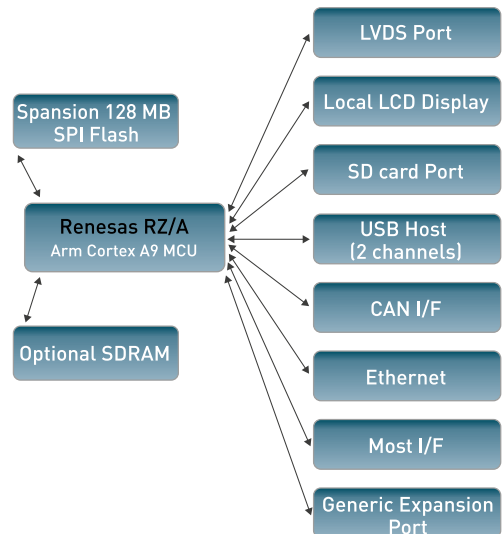 Spansion 128 MB
SPI Flash
Renesas RZ/A
Arm Cortex A9 MCU
Optional SDRAM
LVDS Port
Local LCD Display
SD card Port
USB Host
(2 channels)
CAN I/F
Ethernet
Most I/F
Generic Expansion
Port